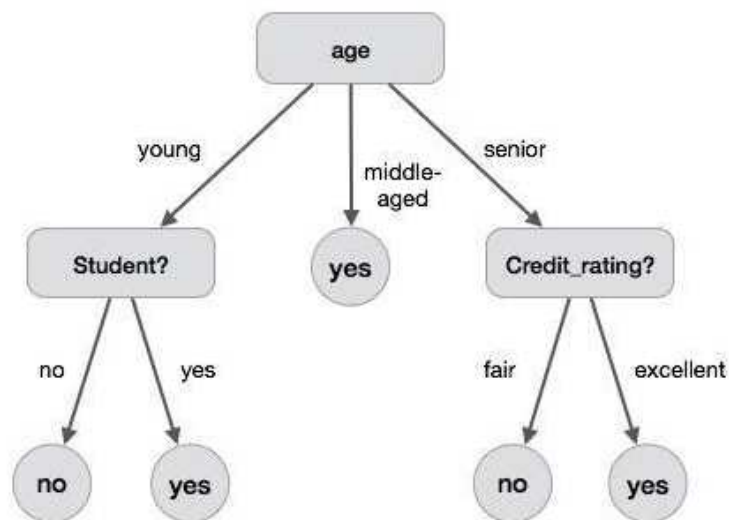 age
young
middle-
aged
senior
Student?
yes
Credit_rating?
no
yes
fair
excellent
no
yes
no
yes